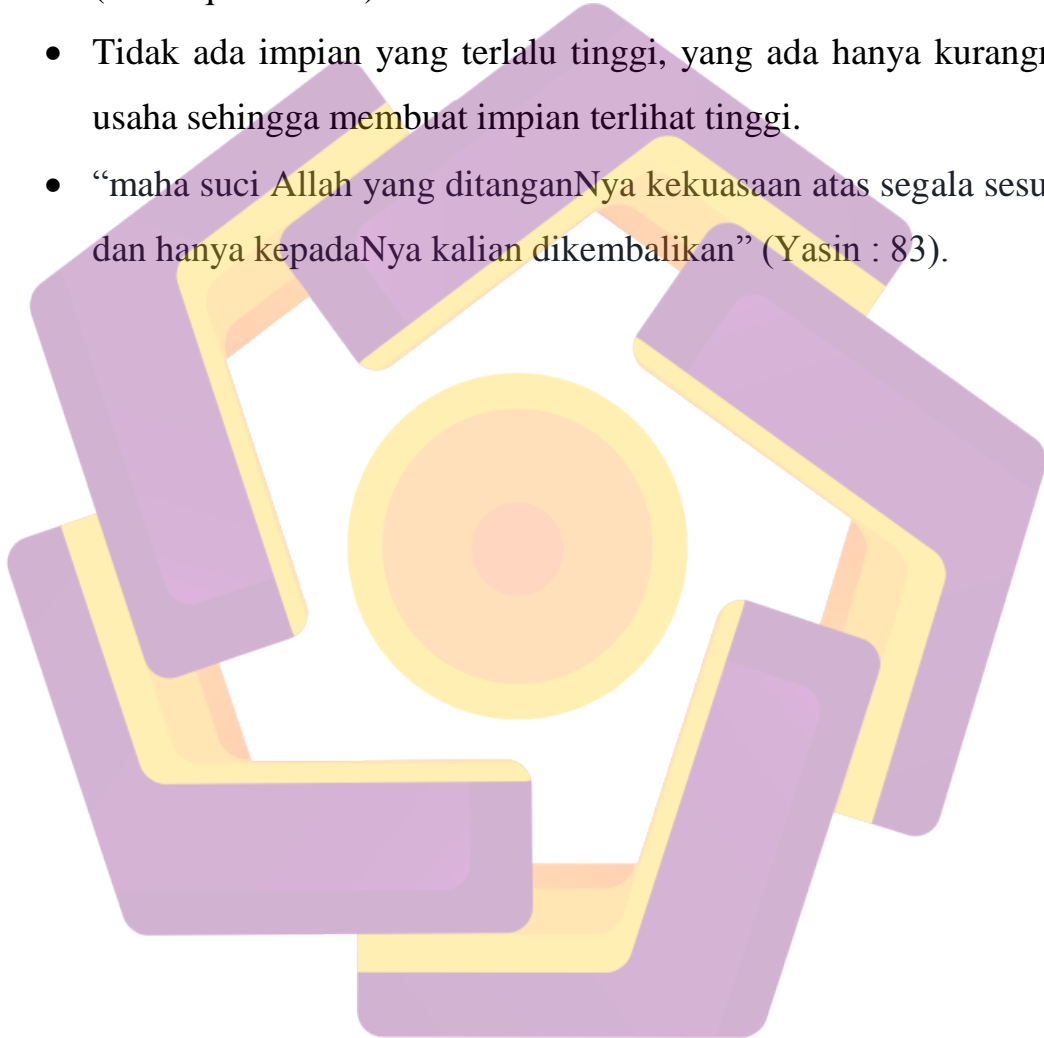 • Tidak ada impian yang terlalu tinggi, yang ada hanya
usaha sehingga membuat impian terlihat tinggi.
• “maha suci Allah yang ditanganNya kekuasaan atas segala
dan hanya kepadaNya kalian dikembalikan” (Yasin : 83).